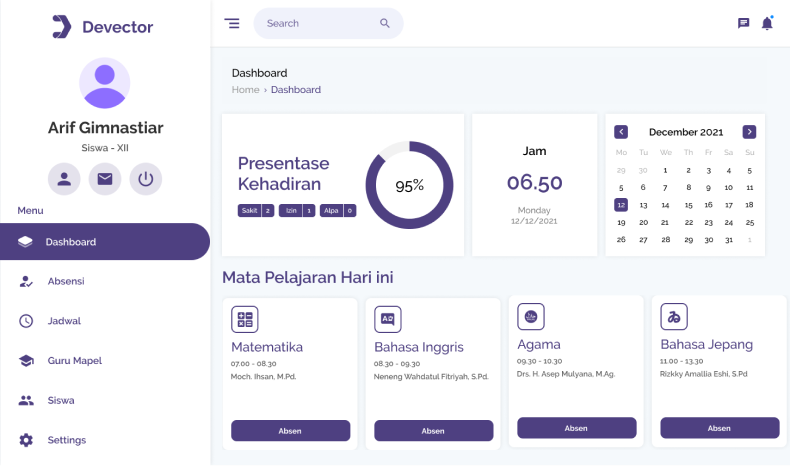 Devector
Search
Arif Gimnastiar
Siswa - XII
Menu
Dashboard
Absensi
Jadwal
Guru Mapel
Siswa
Settings
Dashboard
Home › Dashboard
Presentase
Kehadiran
Sakit 2 Izin 1 Alpa 0
95%
Jam
06.50
Monday
12/12/2021
December 2021
Mo Tu We Th Fr Sa Su
29 30 1 2 3 4 5
5 6 7 8 9 10 11
12 13 14 15 16 17 18
19 20 21 22 23 24 25
26 27 28 29 30 31 1
Mata Pelajaran Hari ini
Matematika
07.00 - 08.30
Moch. Ihsan, M.Pd.
Absen
Bahasa Inggris
08.30 - 09.30
Neneng Wahdatul Fitriyah, S.Pd.
Absen
Agama
09.30 - 10.30
Drs. H. Asep Mulyana, M.Ag.
Absen
Bahasa Jepang
11.00 - 13.30
Rizkky Amallia Eshi, S.Pd
Absen